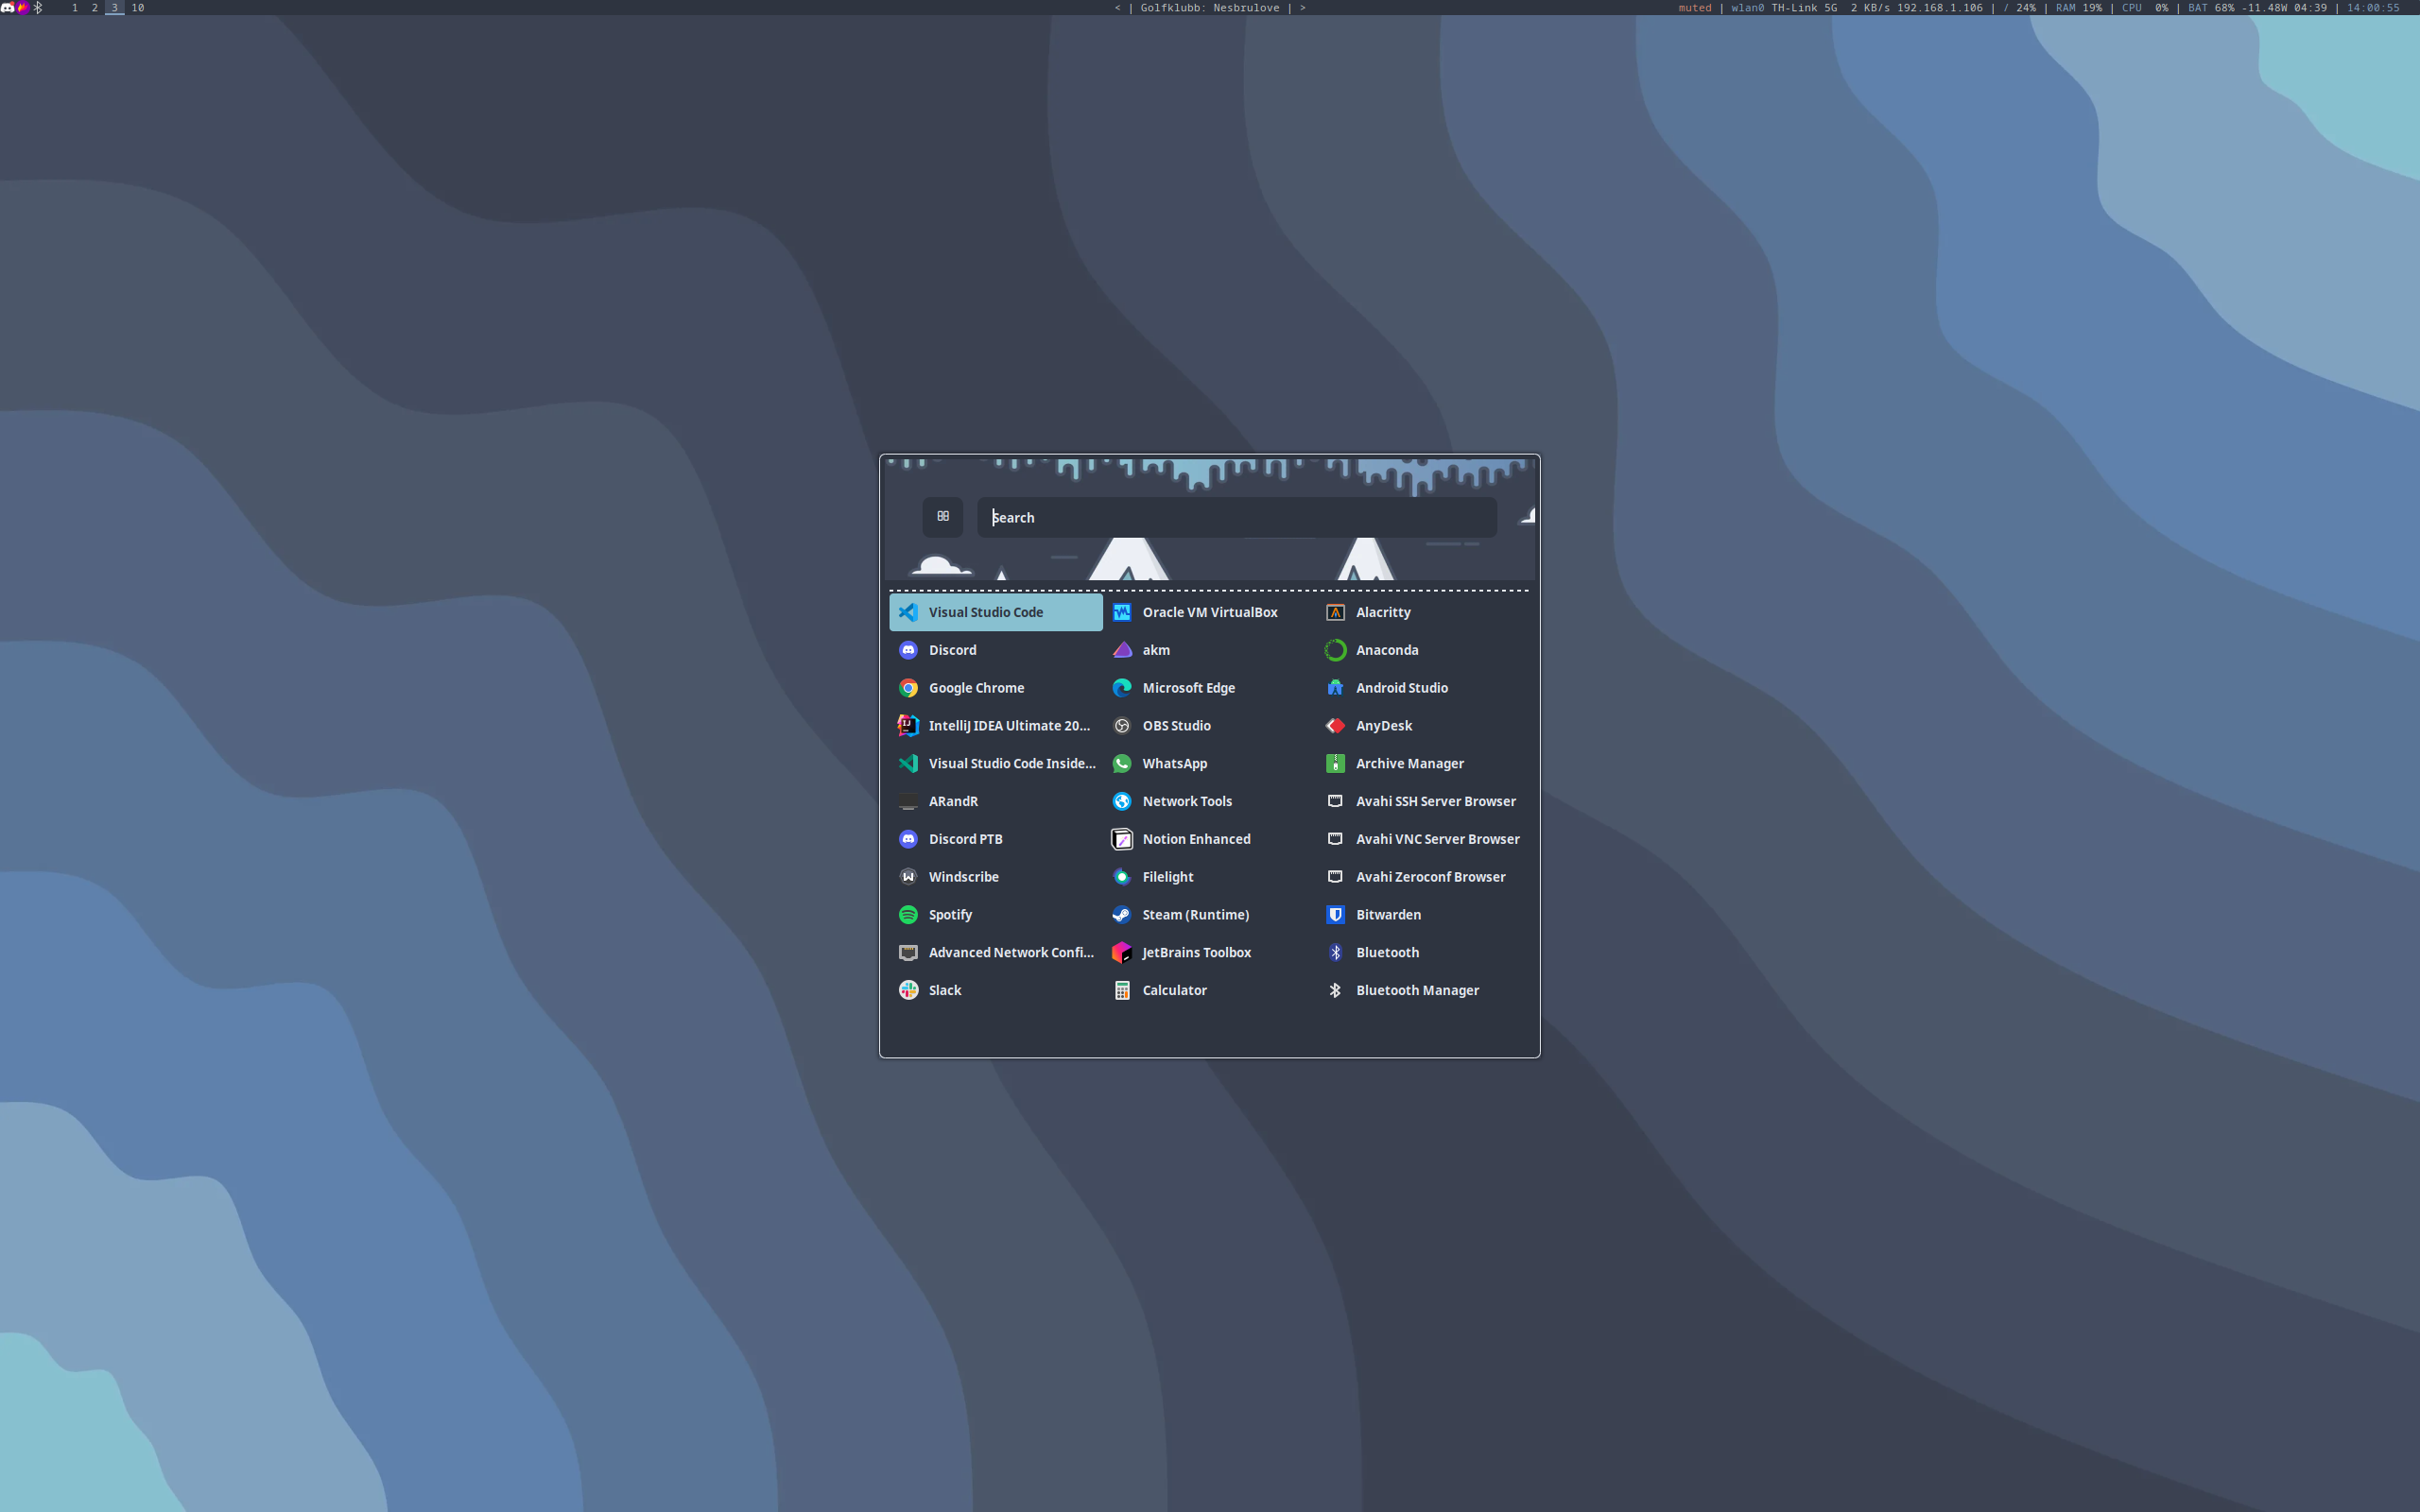 1 2 3 10
< | Golfklubb: Nesbrulove | >
muted | wlan0 TH-Link 5G 2 KB/s 192.168.1.106 | / 24% | RAM 19% | CPU 0% | BAT 68% -11.48W 04:39 | 14:00:55
Search
Visual Studio Code
Discord
Google Chrome
IntelliJ IDEA Ultimate 20...
Visual Studio Code Inside...
ARandR
Discord PTB
Windscribe
Spotify
Advanced Network Confi...
Slack
Oracle VM VirtualBox
akm
Microsoft Edge
OBS Studio
WhatsApp
Network Tools
Notion Enhanced
Filelight
Steam (Runtime)
JetBrains Toolbox
Calculator
Alacritty
Anaconda
Android Studio
AnyDesk
Archive Manager
Avahi SSH Server Browser
Avahi VNC Server Browser
Avahi Zeroconf Browser
Bitwarden
Bluetooth
Bluetooth Manager